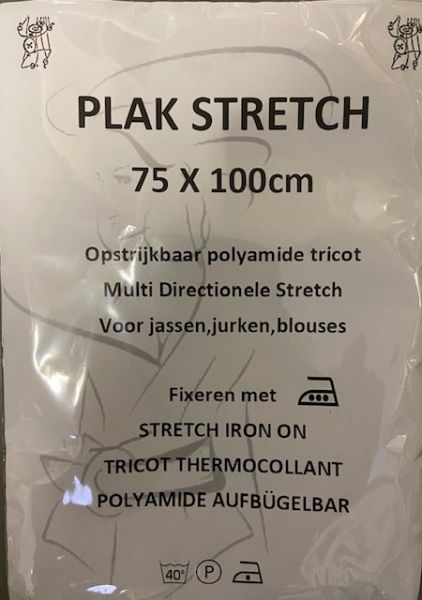 PLAK STRETCH
75 X 100cm
Opstrijkbaar polyamide tricot
Multi Directionele Stretch
Voor jassen,jurken,blouses
Fixeren met
STRETCH IRON ON
TRICOT THERMOCOLLANT
POLYAMIDE AUFBÜGELBAR
40° P